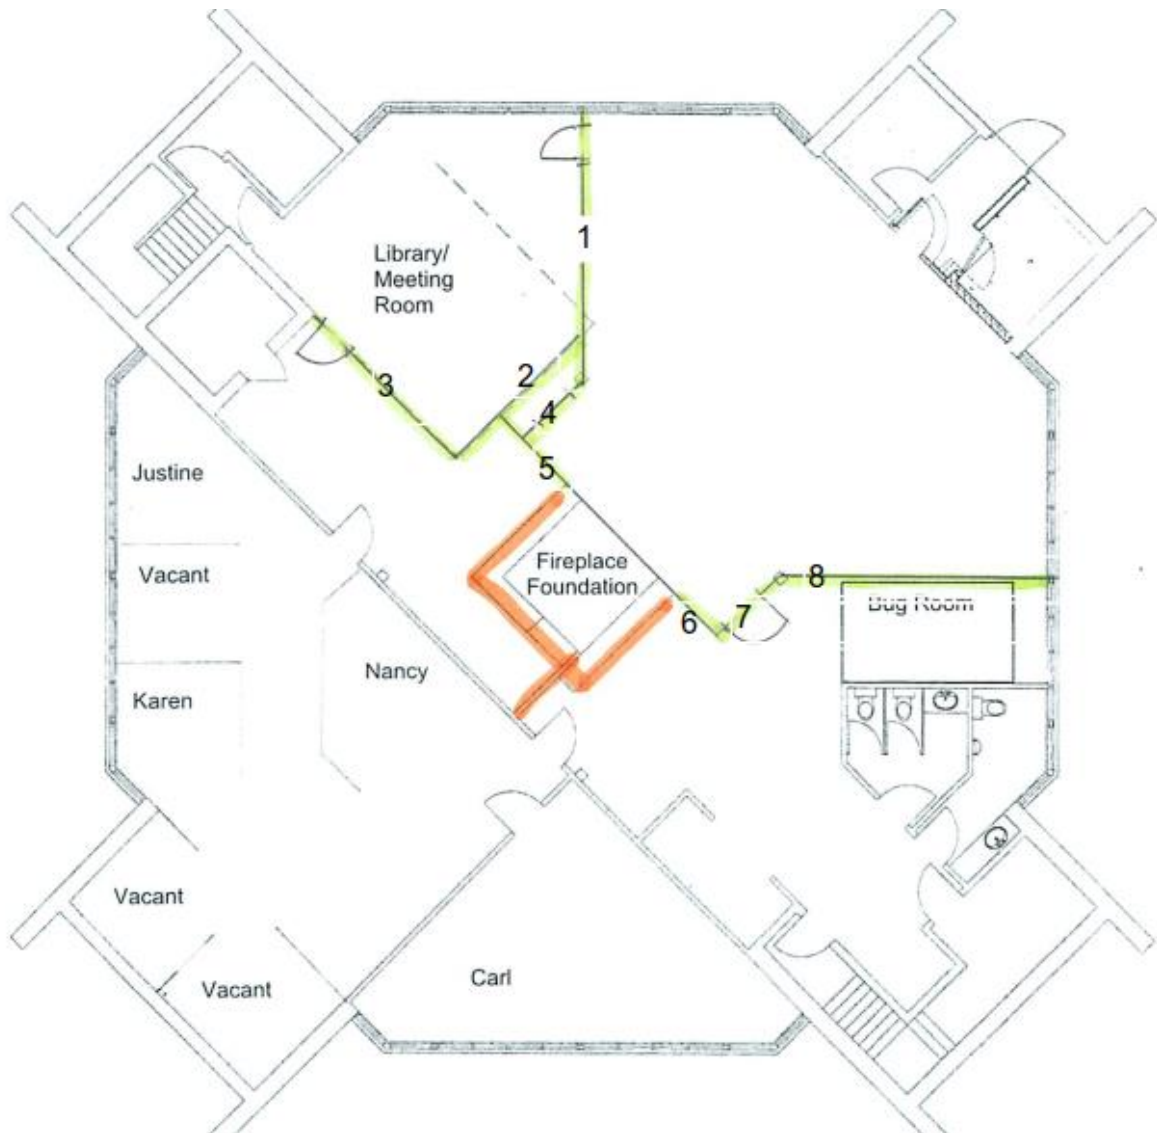 1
Library/
Meeting
Room
2
3
4
Justine
5
Vacant
Fireplace
Foundation
8
Bug Room
6
7
Nancy
Karen
Vacant
Carl
Vacant